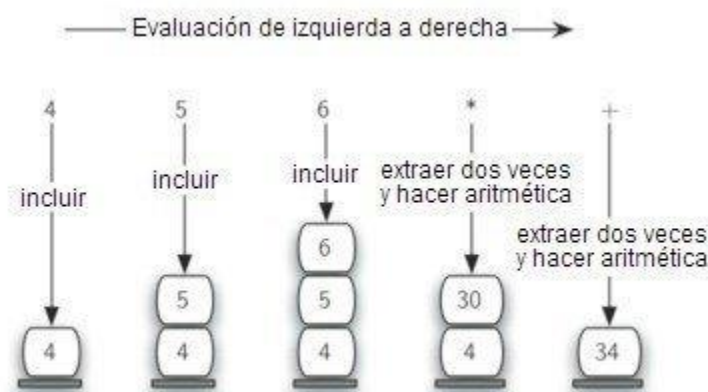 Evaluación de izquierda a derecha
4 5 6 * +
incluir incluir incluir extraer dos veces
y hacer aritmética
extraer dos veces
y hacer aritmética
6
5 5 30
4 4 4 4 34